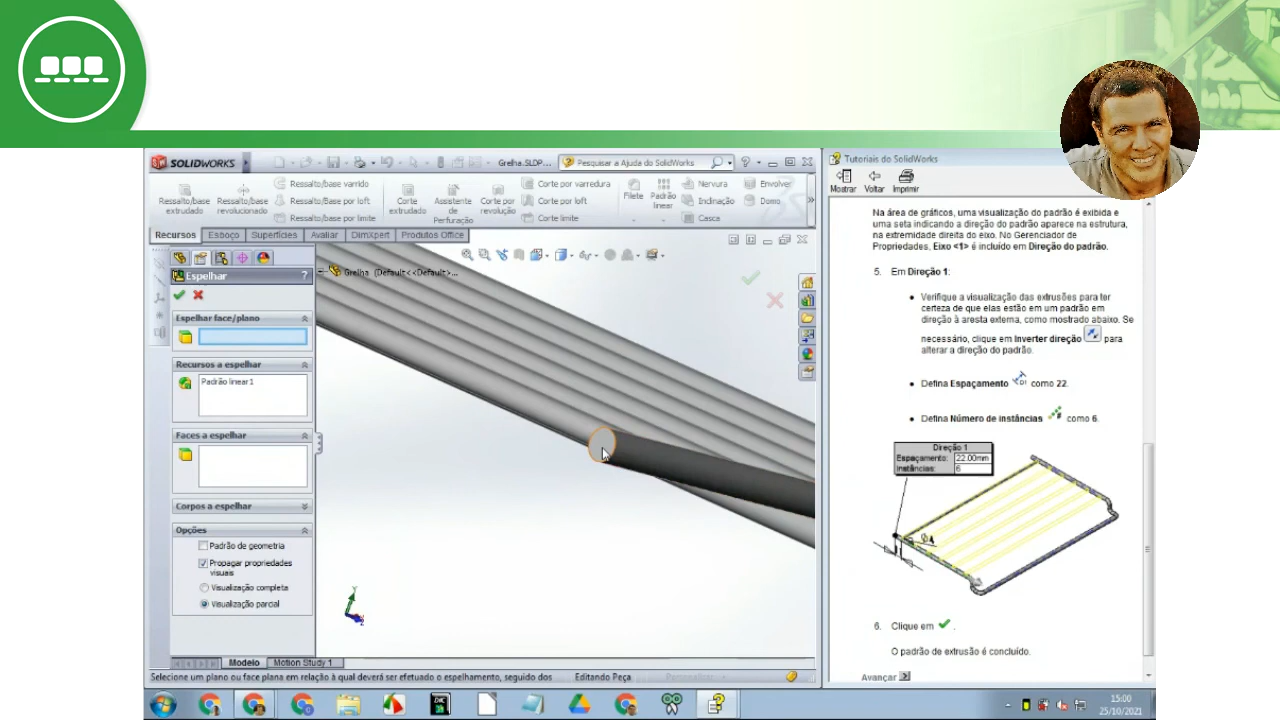 SOLIDWORKS
Grelha.SLDP...
Pesquisar a Ajuda do SolidWorks
Ressalto/base extrudado
Ressalto/base revolucionado
Ressalto/base varrido
Ressalto/base por loft
Ressalto/base por limite
Corte extrudado
Assistente de Perfuração
Corte por revolução
Corte por varredura
Corte por loft
Corte limite
Filete
Padrão linear
Nervura
Inclinação
Casca
Envolver
Domo
Recursos
Esboço
Superfícies
Avaliar
DimXpert
Produtos Office
Espelhar
?
Grelha (Default<<Default>...
Espelhar face/plano
Recursos a espelhar
Padrão linear1
Faces a espelhar
Corpos a espelhar
Opções
Padrão de geometria
Propagar propriedades
visuais
Visualização completa
Visualização parcial
Modelo
Motion Study 1
Selecione um plano ou face plana em relação à qual deverá ser efetuado o espelhamento, seguido dos
Editando Peça
Tutoriais do SolidWorks
Mostrar
Voltar
Imprimir
Na área de gráficos, uma visualização do padrão é exibida e
uma seta indicando a direção do padrão aparece na estrutura,
na extremidade direita do eixo. No Gerenciador de
Propriedades, Eixo <1> é incluído em Direção do padrão.
5. Em Direção 1:
• Verifique a visualização das extrusões para ter
certeza de que elas estão em um padrão em
direção à aresta externa, como mostrado abaixo. Se
necessário, clique em Inverter direção para
alterar a direção do padrão.
• Defina Espaçamento como 22.
• Defina Número de instâncias como 6.
Direção 1
Espaçamento: 22.00mm
Instâncias: 6
6. Clique em .
O padrão de extrusão é concluído.
Avançar
15:00
25/10/2021